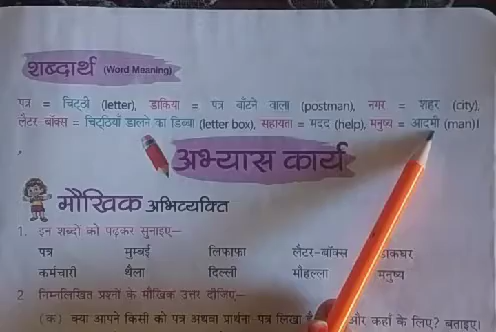 शब्दार्थ (Word Meaning)
पत्र = चिट्ठी (letter), डाकिया = पत्र बाँटने वाला (postman), नगर = शहर (city),
लैटर बॉक्स = चिट्ठियाँ डालने का डिब्बा (letter box), सहायता = मदद (help), मनुष्य = आदमी (man)।
अभ्यास कार्य
मौखिक अभिव्यक्ति
1. इन शब्दों को पढ़कर सुनाइए—
पत्र मुम्बई लिफाफा लैटर-बॉक्स डाकघर
कर्मचारी थैला दिल्ली मौहल्ला मनुष्य
2 निम्नलिखित प्रश्नों के मौखिक उत्तर दीजिए—
(क) क्या आपने किसी को पत्र अथवा प्रार्थना-पत्र लिखा और कहाँ के लिए? बताइए।